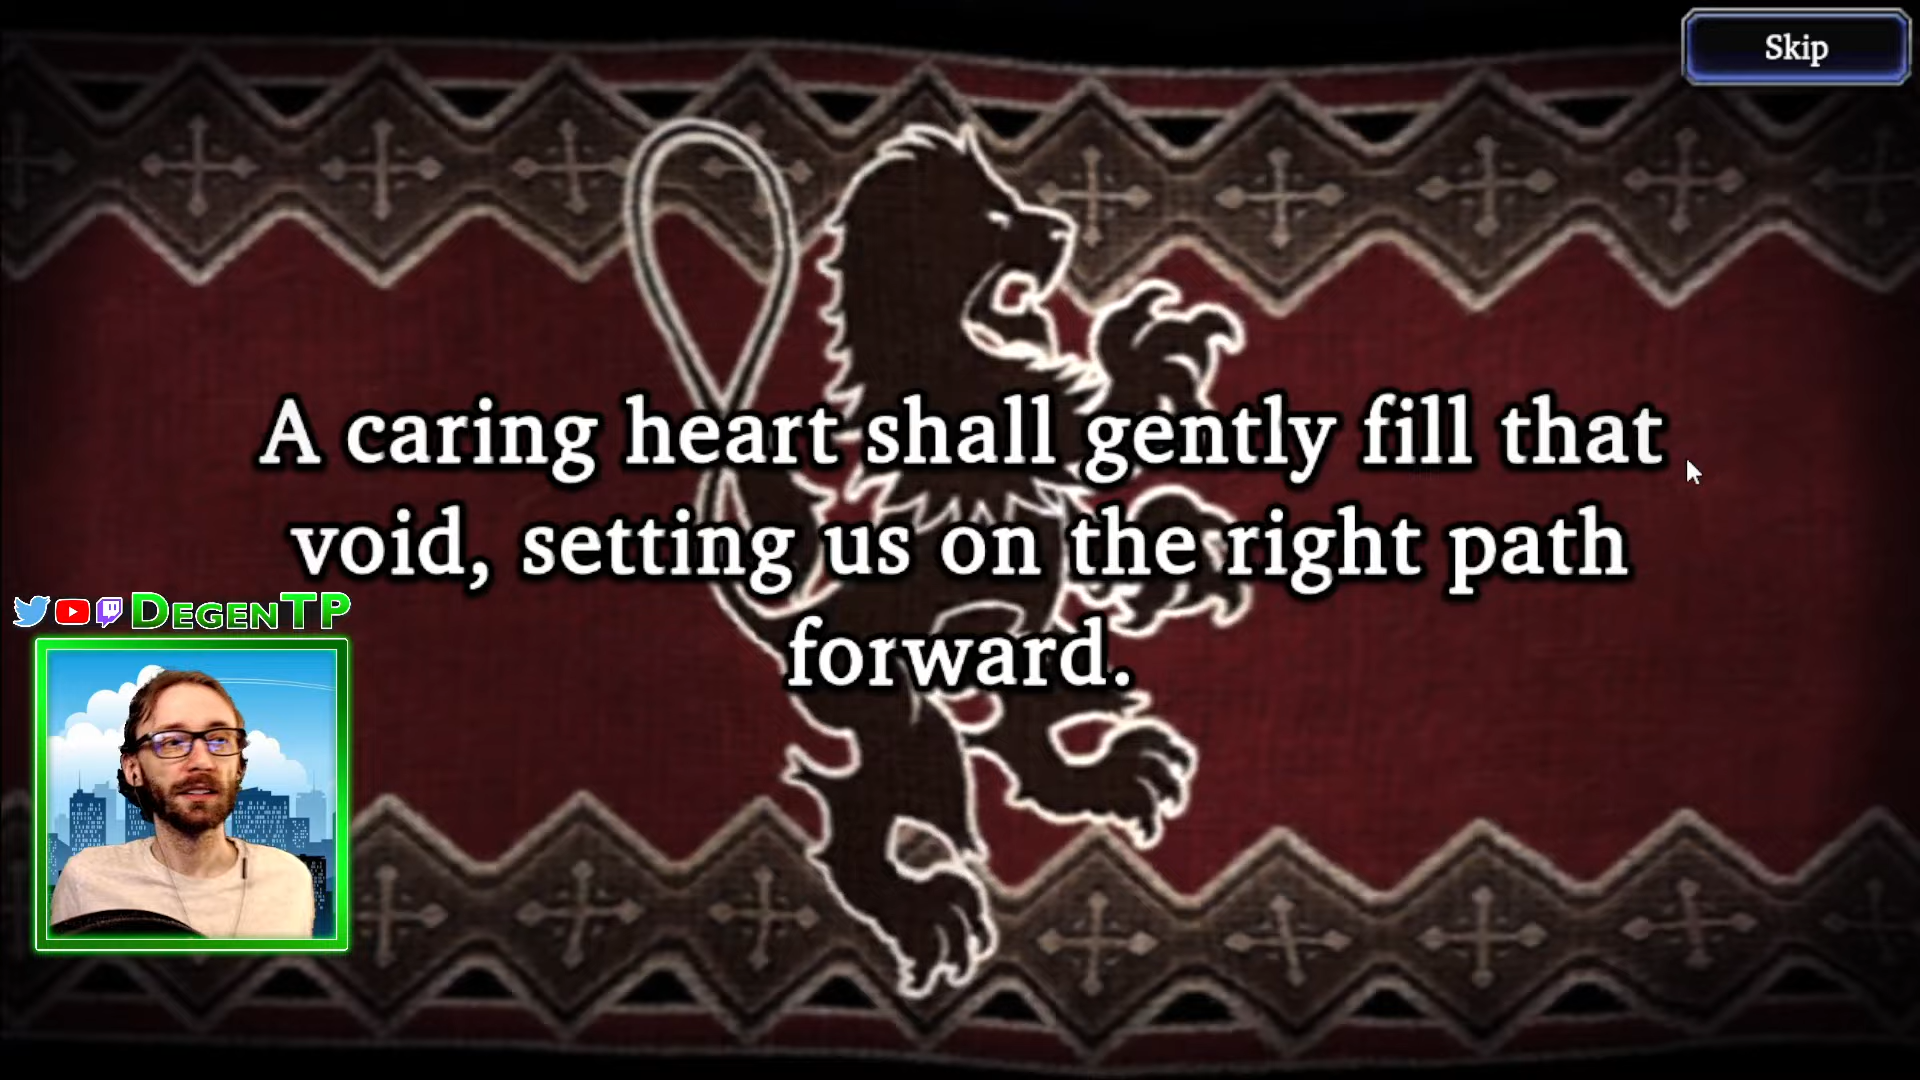 Skip
A caring heart shall gently fill that
void, setting us on the right path
forward.
DegenTP